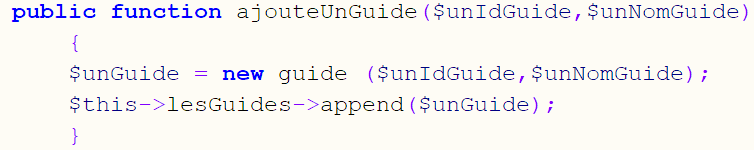 public function ajouteUnGuide($unIdGuide,$unNomGuide)
{
$unGuide = new guide ($unIdGuide,$unNomGuide);
$this->lesGuides->append($unGuide);
}